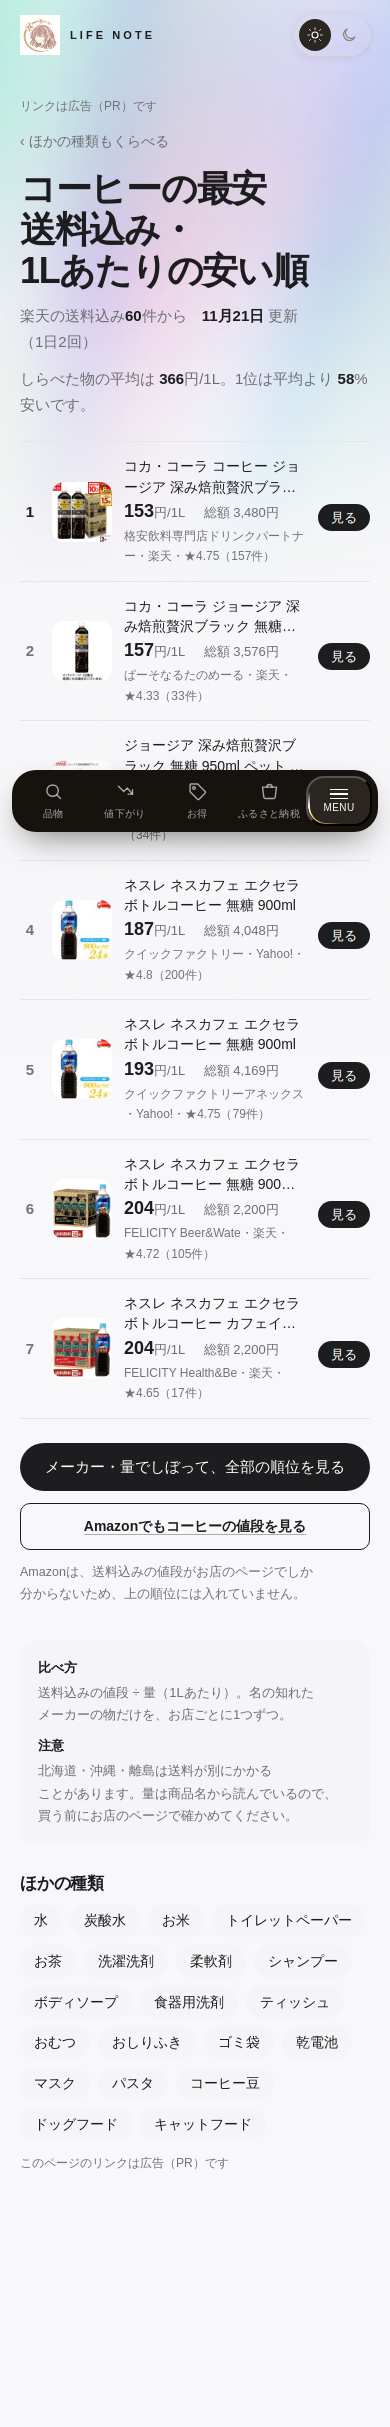 LIFE NOTE
リンクは広告（PR）です
‹ ほかの種類もくらべる
コーヒーの最安
送料込み・
1Lあたりの安い順
楽天の送料込み60件から　11月21日 更新
（1日2回）
しらべた物の平均は 366円/1L。1位は平均より 58%
安いです。
1
コカ・コーラ コーヒー ジョ
ージア 深み焙煎贅沢ブラ…
153円/1L　総額 3,480円
格安飲料専門店ドリンクパートナ
ー・楽天・★4.75（157件）
見る
2
コカ・コーラ ジョージア 深
み焙煎贅沢ブラック 無糖…
157円/1L　総額 3,576円
ぱーそなるたのめーる・楽天・
★4.33（33件）
見る
ジョージア 深み焙煎贅沢ブ
ラック 無糖 950ml ペット …
品物
値下がり
お得
ふるさと納税
MENU
（34件）
4
ネスレ ネスカフェ エクセラ
ボトルコーヒー 無糖 900ml
187円/1L　総額 4,048円
クイックファクトリー・Yahoo!・
★4.8（200件）
見る
5
ネスレ ネスカフェ エクセラ
ボトルコーヒー 無糖 900ml
193円/1L　総額 4,169円
クイックファクトリーアネックス
・Yahoo!・★4.75（79件）
見る
6
ネスレ ネスカフェ エクセラ
ボトルコーヒー 無糖 900…
204円/1L　総額 2,200円
FELICITY Beer&Wate・楽天・
★4.72（105件）
見る
7
ネスレ ネスカフェ エクセラ
ボトルコーヒー カフェイ…
204円/1L　総額 2,200円
FELICITY Health&Be・楽天・
★4.65（17件）
見る
メーカー・量でしぼって、全部の順位を見る
Amazonでもコーヒーの値段を見る
Amazonは、送料込みの値段がお店のページでしか
分からないため、上の順位には入れていません。
比べ方
送料込みの値段 ÷ 量（1Lあたり）。名の知れた
メーカーの物だけを、お店ごとに1つずつ。
注意
北海道・沖縄・離島は送料が別にかかる
ことがあります。量は商品名から読んでいるので、
買う前にお店のページで確かめてください。
ほかの種類
水　炭酸水　お米　トイレットペーパー
お茶　洗濯洗剤　柔軟剤　シャンプー
ボディソープ　食器用洗剤　ティッシュ
おむつ　おしりふき　ゴミ袋　乾電池
マスク　パスタ　コーヒー豆
ドッグフード　キャットフード
このページのリンクは広告（PR）です